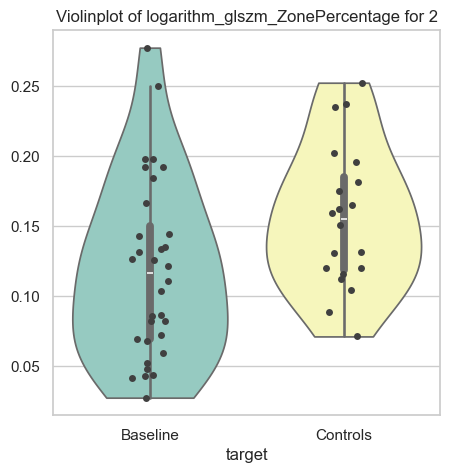 Violinplot of logarithm_glszm_ZonePercentage for 2
0.25
0.20
0.15
0.10
0.05
Baseline
Controls
target